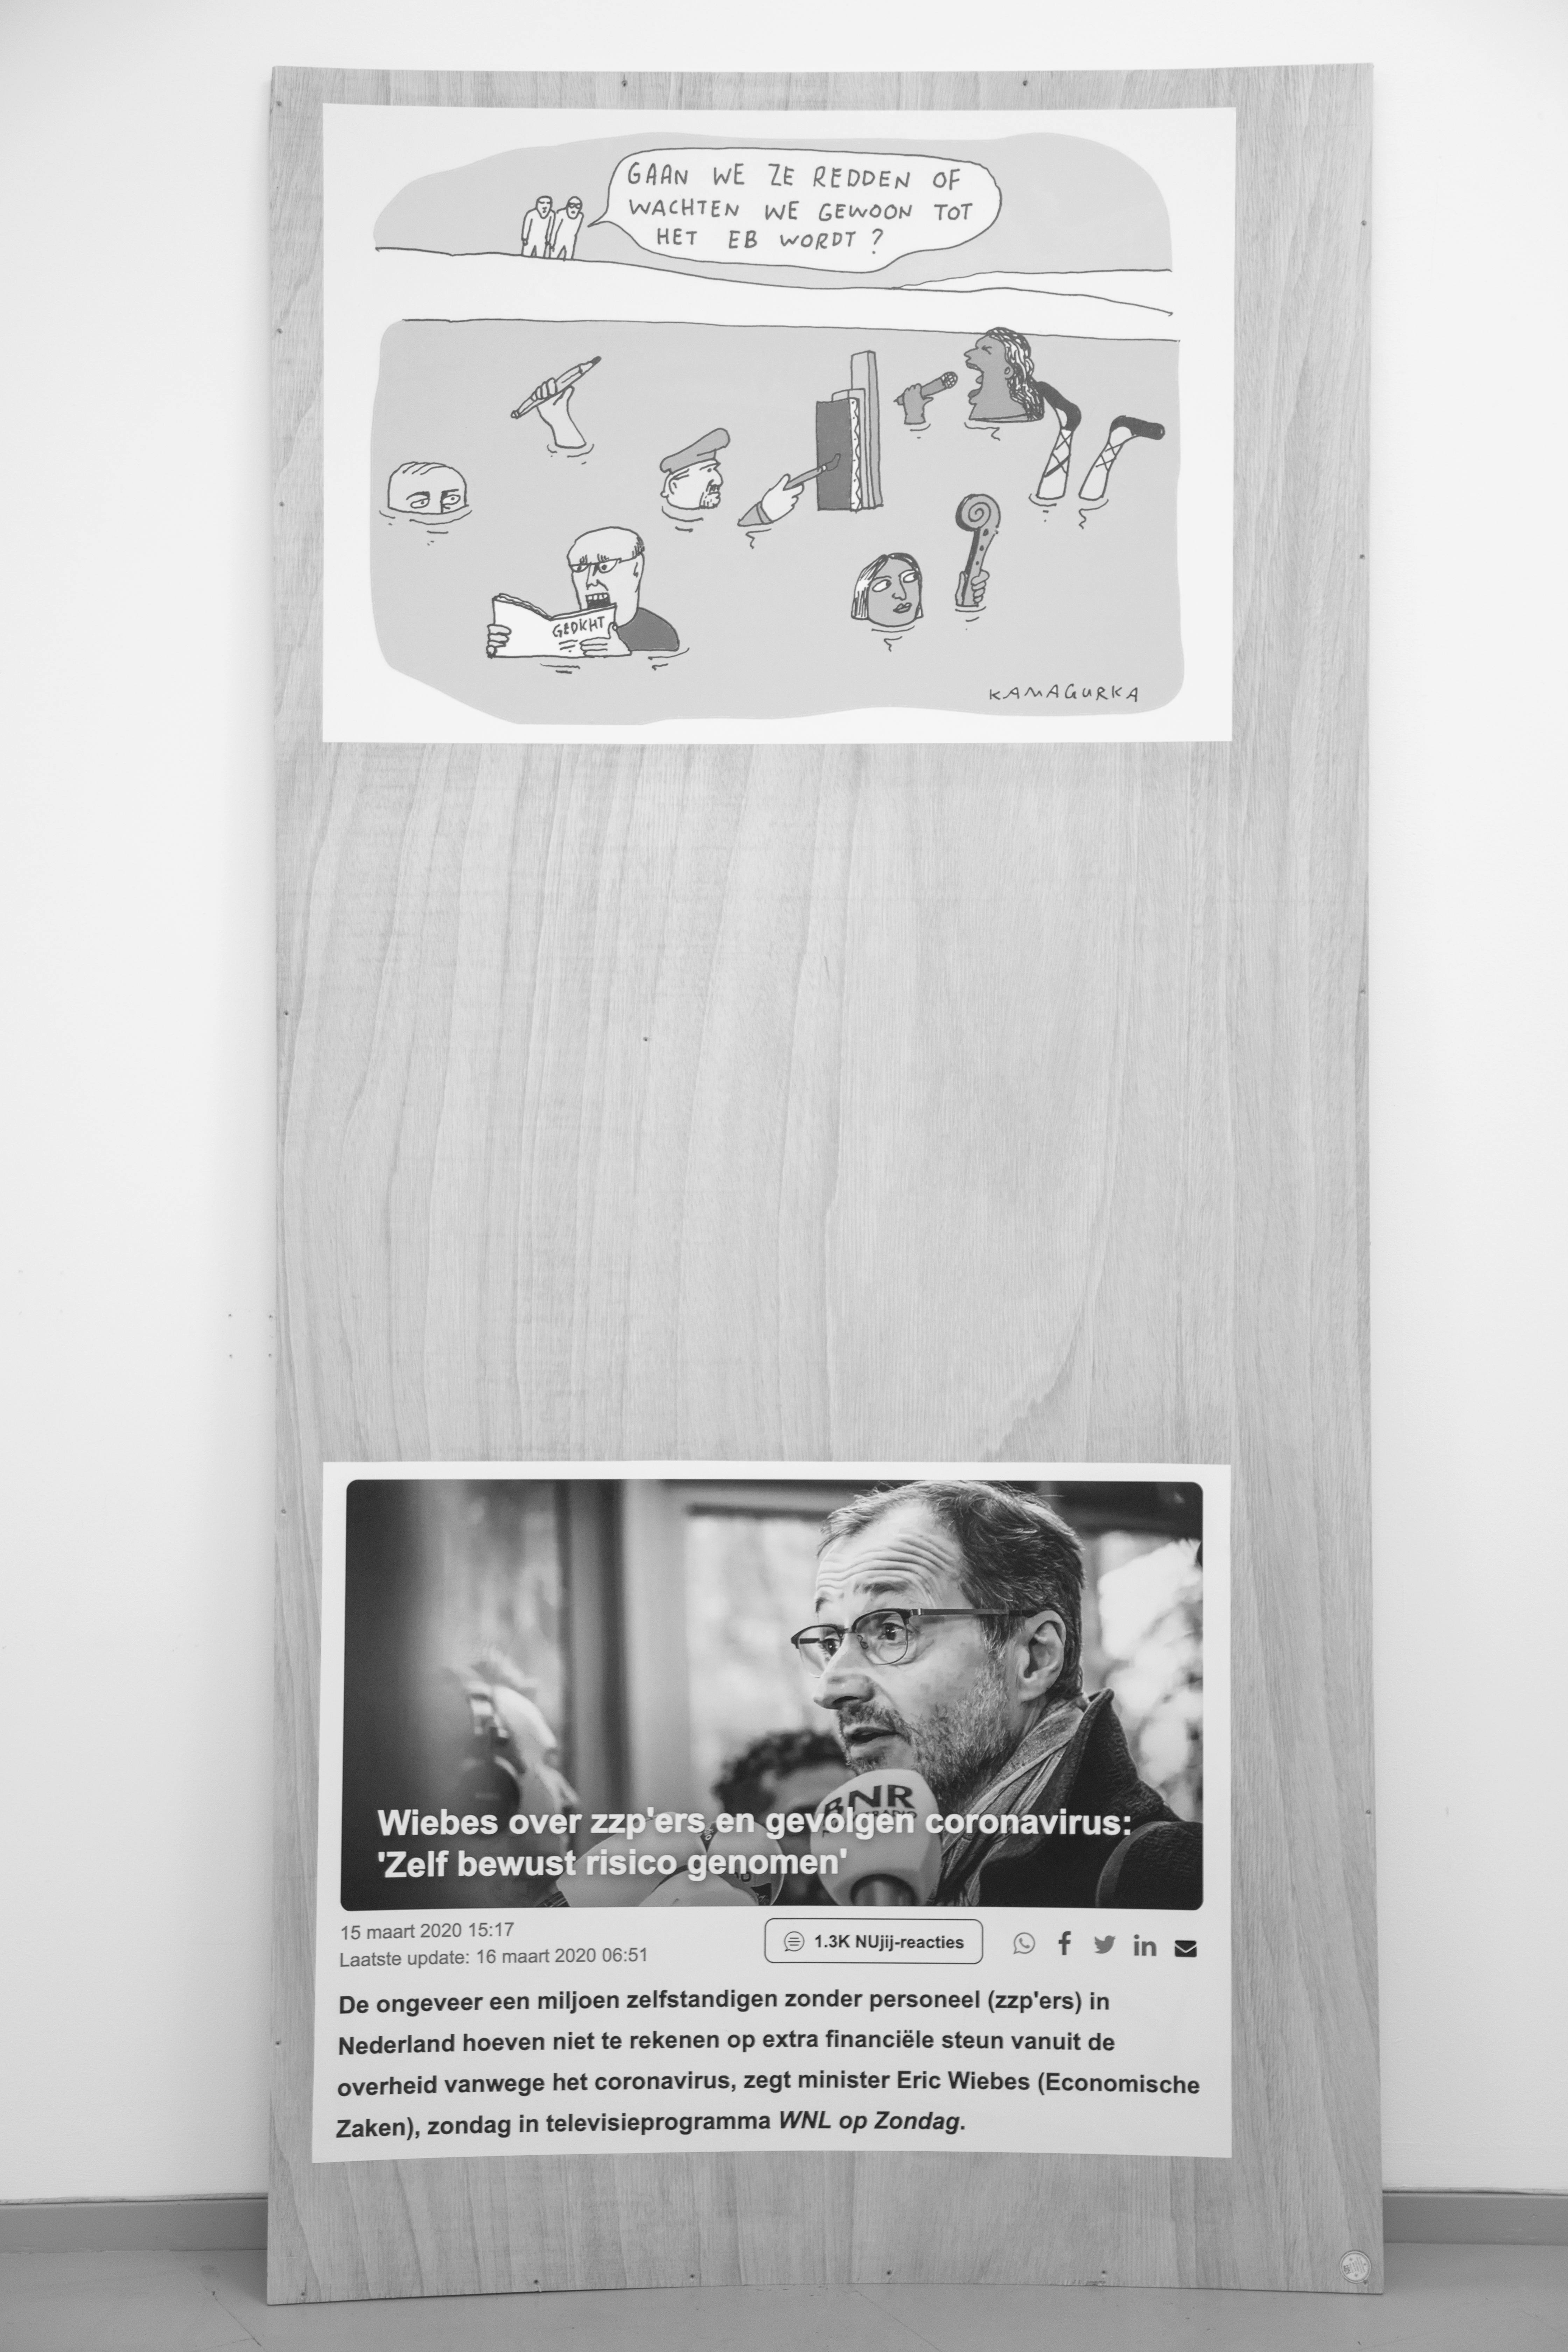 GAAN WE ZE REDDEN OF
WACHTEN WE GEWOON TOT
HET EB WORDT ?
GEDICHT
KAMAGURKA
BNR
Wiebes over zzp'ers en gevolgen coronavirus:
'Zelf bewust risico genomen'
15 maart 2020 15:17
Laatste update: 16 maart 2020 06:51
1.3K NUjij-reacties
De ongeveer een miljoen zelfstandigen zonder personeel (zzp'ers) in
Nederland hoeven niet te rekenen op extra financiële steun vanuit de
overheid vanwege het coronavirus, zegt minister Eric Wiebes (Economische
Zaken), zondag in televisieprogramma WNL op Zondag.